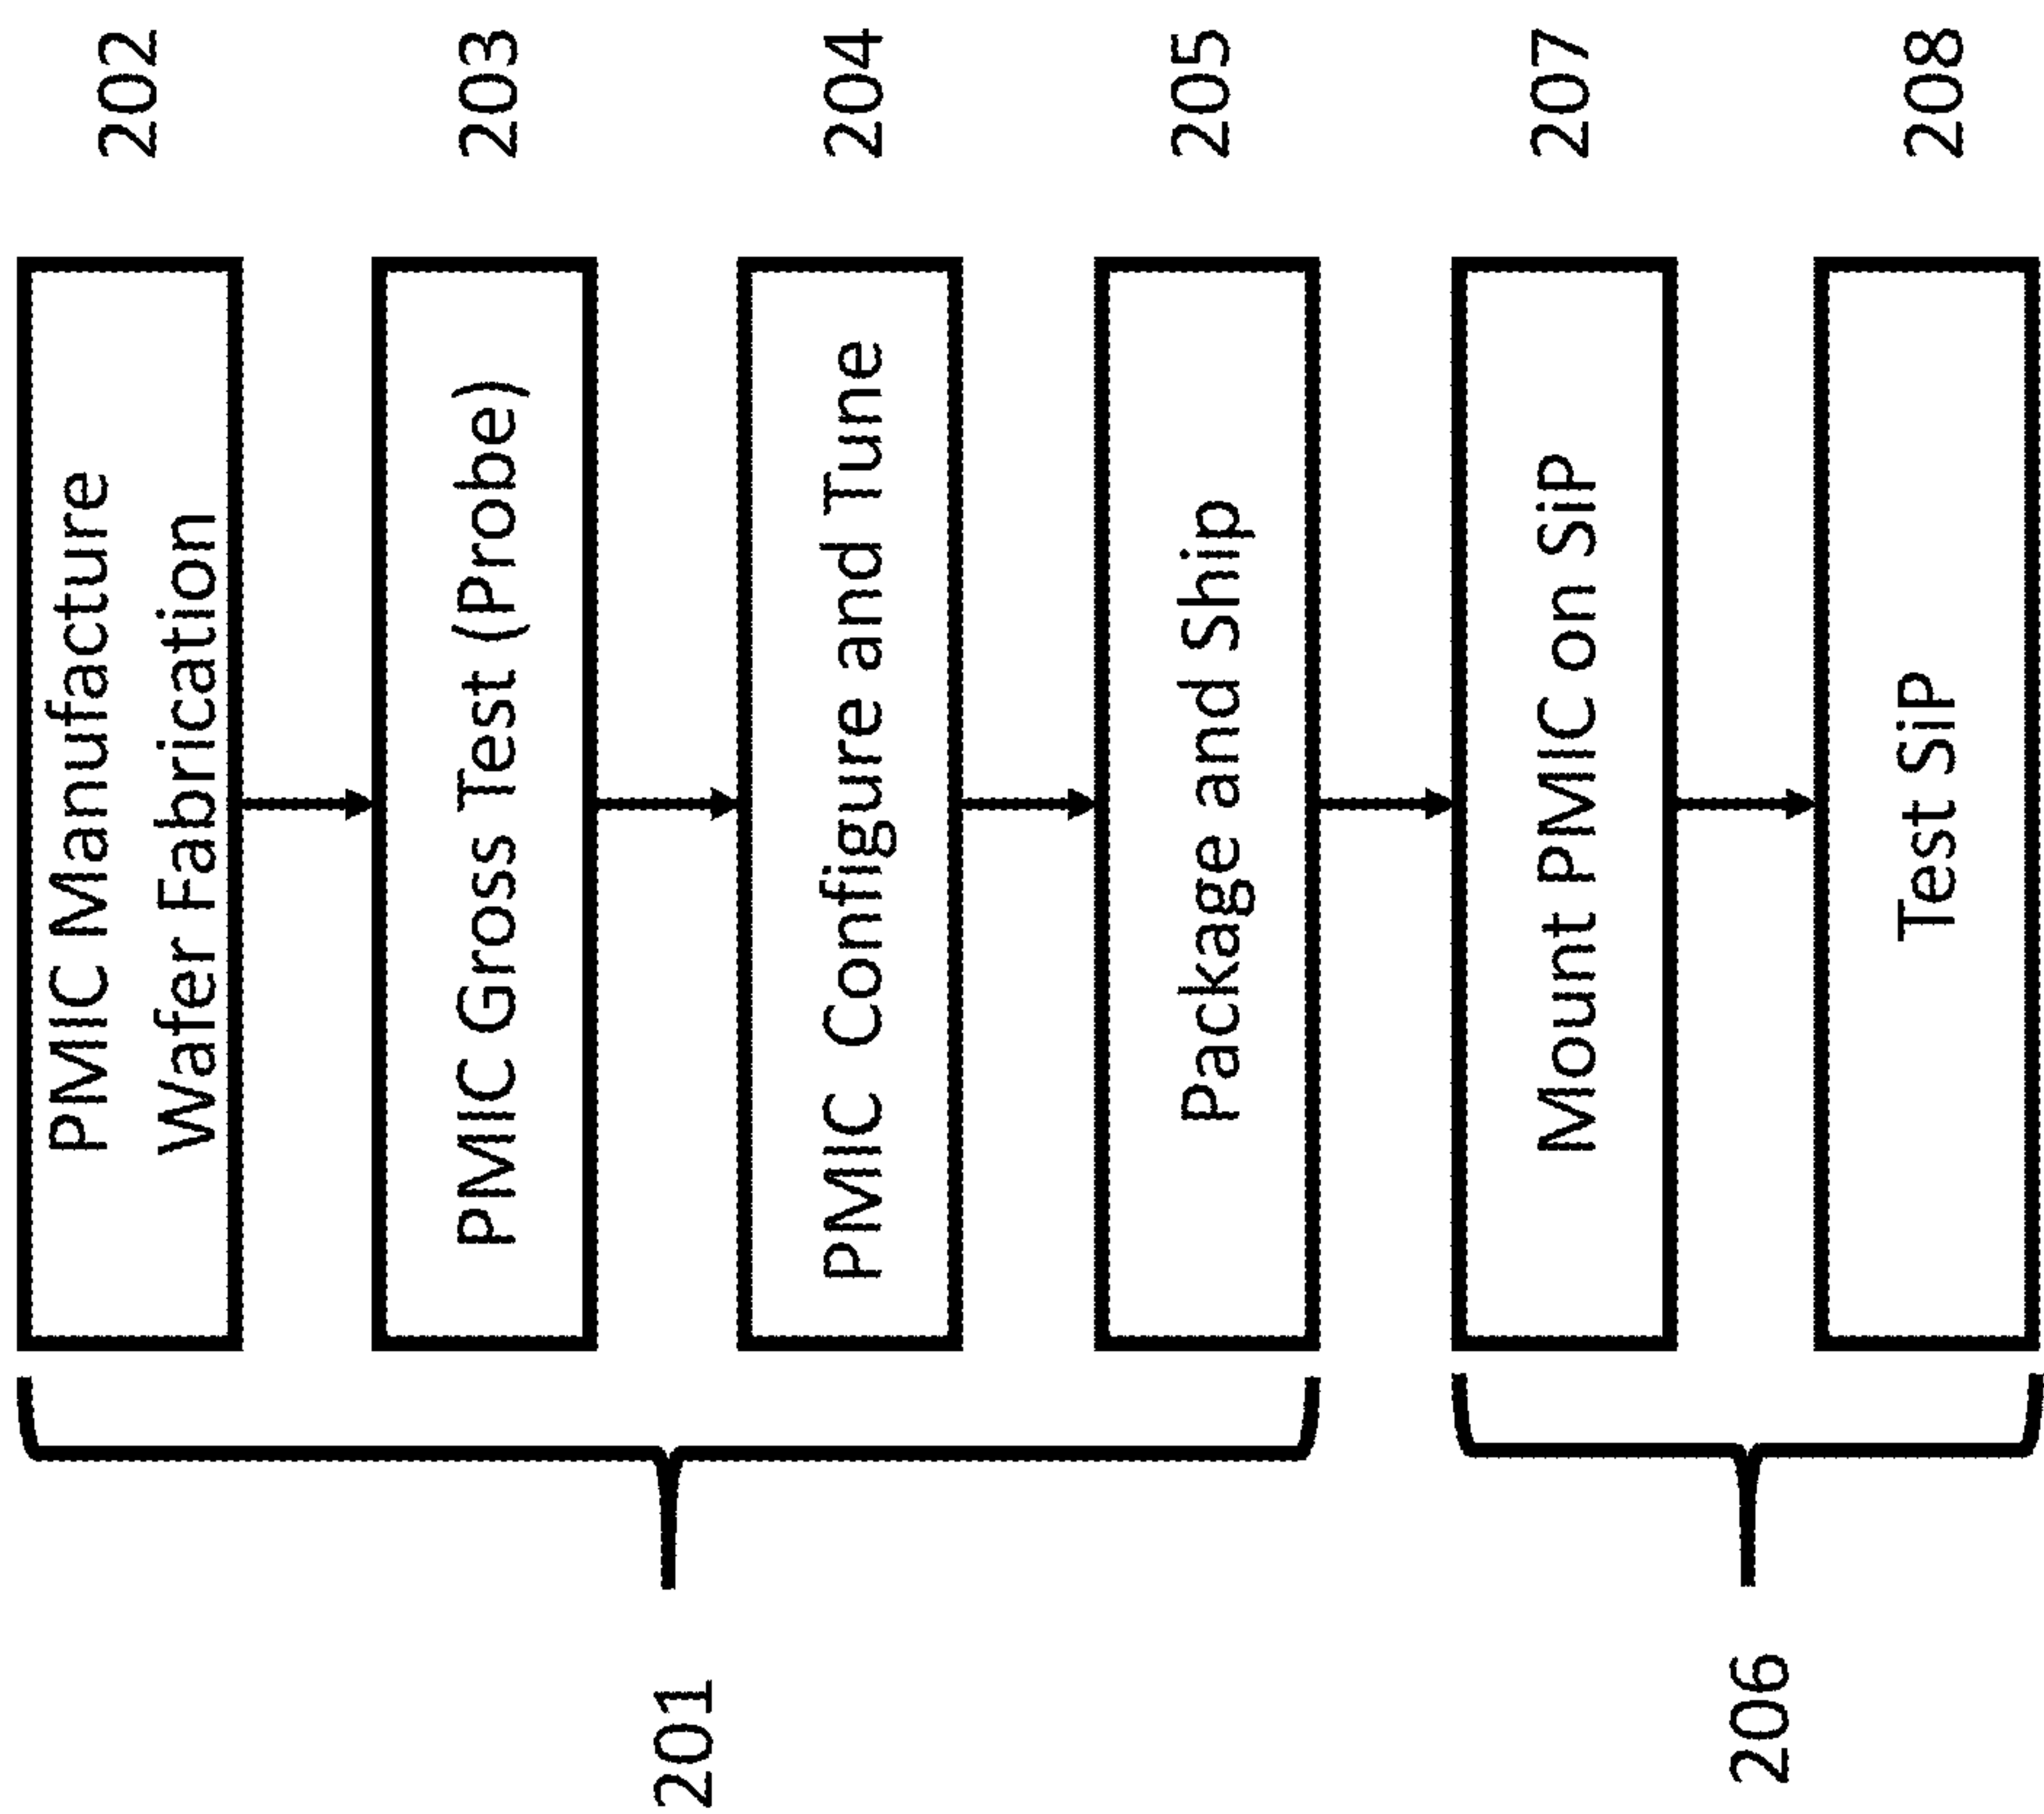 PMIC Manufacture
Wafer Fabrication
202
PMIC Gross Test (Probe)
203
PMIC Configure and Tune
204
Package and Ship
205
201
Mount PMIC on SiP
207
Test SiP
208
206